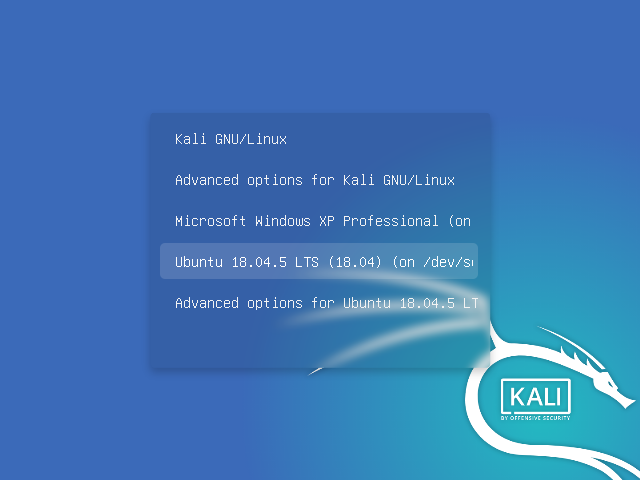 Kali GNU/Linux
Advanced options for Kali GNU/Linux
Microsoft Windows XP Professional (on
Ubuntu 18.04.5 LTS (18.04) (on /dev/s
Advanced options for Ubuntu 18.04.5 LT
KALI
BY OFFENSIVE SECURITY